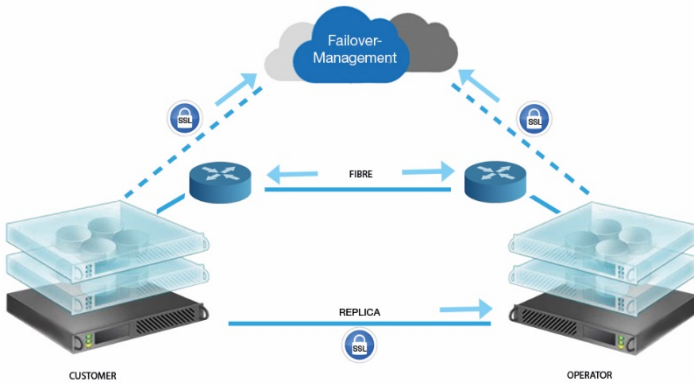 Failover-
Management
SSL
SSL
FIBRE
REPLICA
SSL
CUSTOMER
OPERATOR